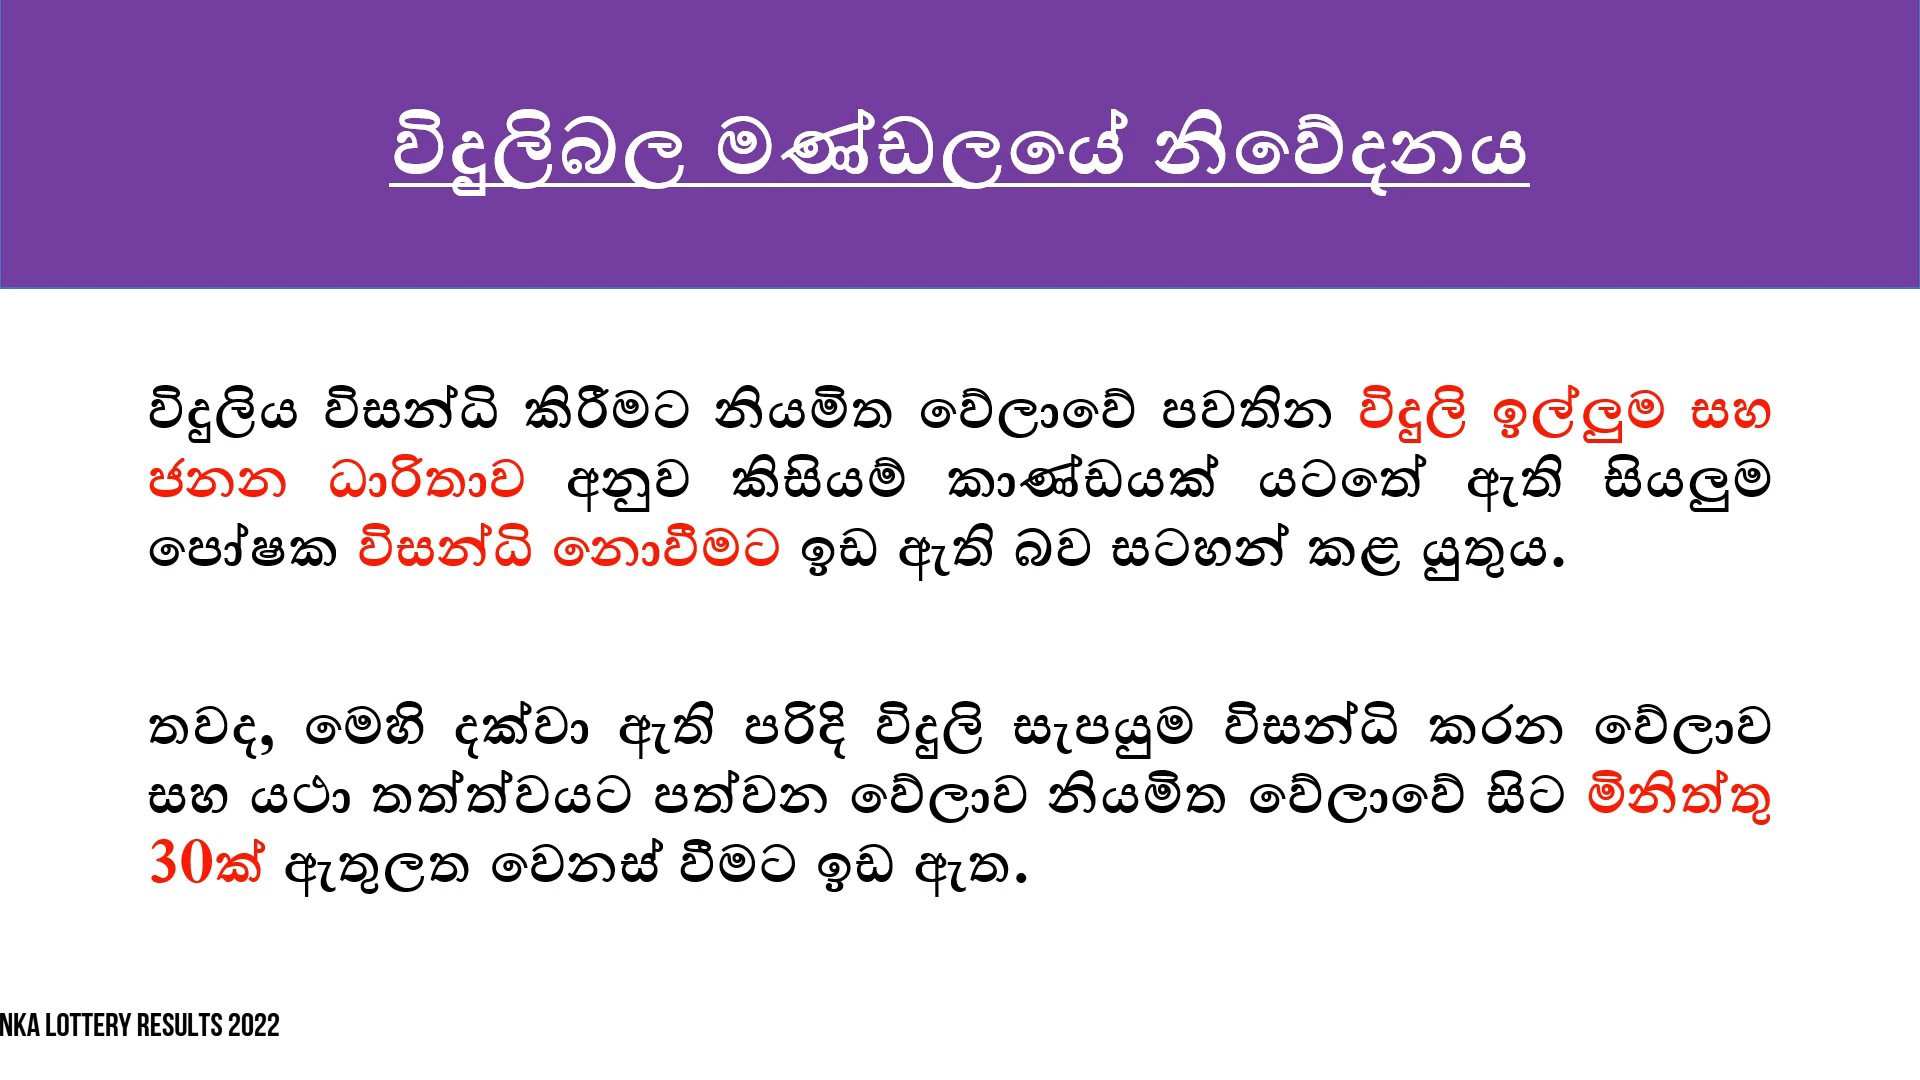 විදුලිබල මණ්ඩලයේ නිවේදනය
විදුලිය විසන්ධි කිරීමට නියමිත වේලාවේ පවතින විදුලි ඉල්ලුම සහ
ජනන ධාරිතාව අනුව කිසියම් කාණ්ඩයක් යටතේ ඇති සියලුම
පෝෂක විසන්ධි නොවීමට ඉඩ ඇති බව සටහන් කළ යුතුය.
තවද, මෙහි දක්වා ඇති පරිදි විදුලි සැපයුම විසන්ධි කරන වේලාව
සහ යථා තත්ත්වයට පත්වන වේලාව නියමිත වේලාවේ සිට මිනිත්තු
30ක් ඇතුලත වෙනස් වීමට ඉඩ ඇත.
NKA LOTTERY RESULTS 2022